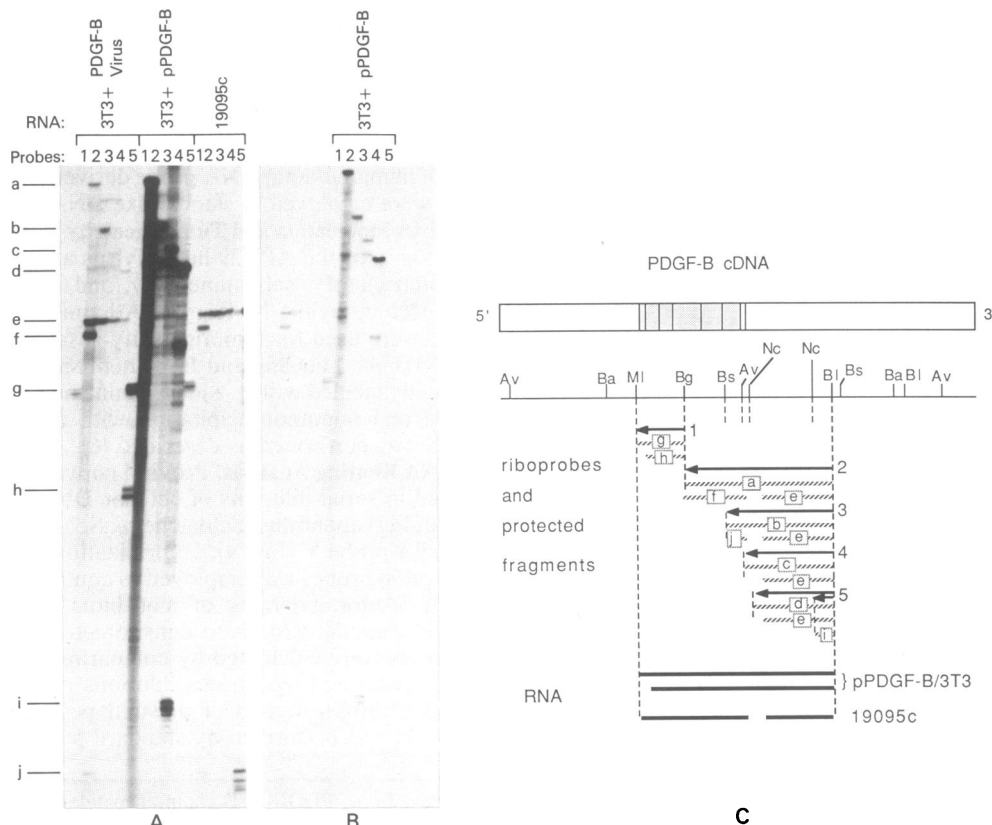 RNA:
3T3+ PDGF-B Virus
3T3+ pPDGF-B
19095c
3T3+ pPDGF-B
Probes:
1 2 3 4 5 1 2 3 4 5 1 2 3 4 5
1 2 3 4 5
a
b
c
d
e
f
g
h
i
j
A
B
PDGF-B cDNA
5' 3
Nc Nc
Av Ba Ml Bg Bs Av Bl Bs Ba Bl Av
1
g
h
riboprobes
2
a
and
f e
3
protected
b
j e
fragments
4
c
e
5
d
e
i
RNA
} pPDGF-B/3T3
19095c
C